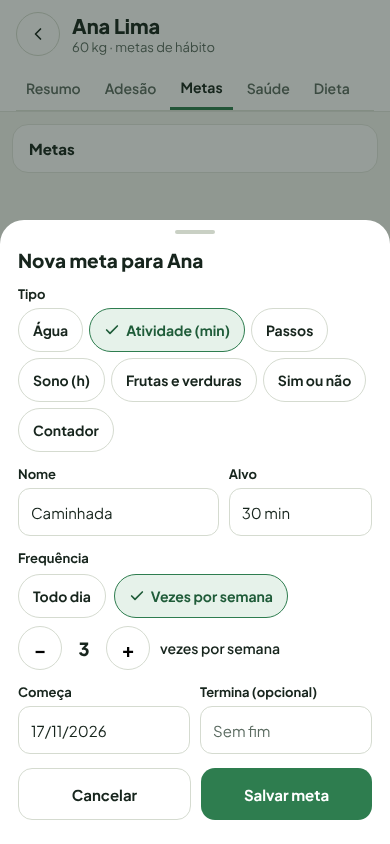 Ana Lima
60 kg · metas de hábito
Resumo Adesão Metas Saúde Dieta
Metas
Nova meta para Ana
Tipo
Água Atividade (min) Passos
Sono (h) Frutas e verduras Sim ou não
Contador
Nome Alvo
Caminhada 30 min
Frequência
Todo dia Vezes por semana
− 3 + vezes por semana
Começa Termina (opcional)
17/11/2026 Sem fim
Cancelar Salvar meta